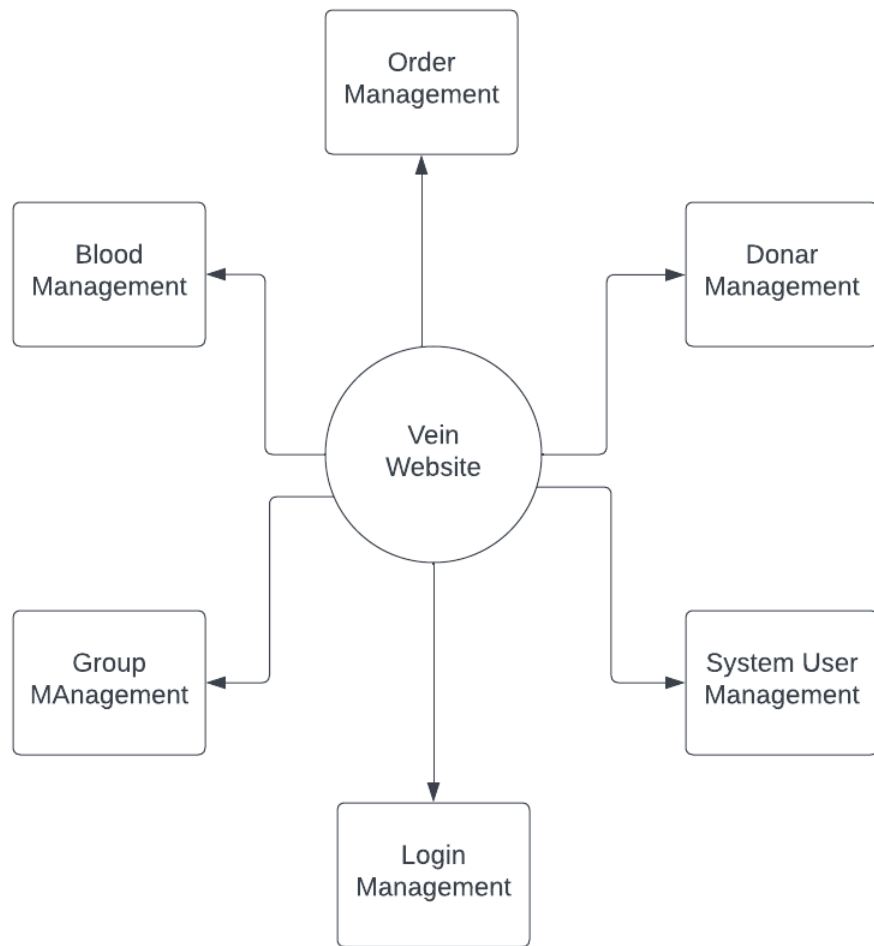 Order
Management
Blood
Management
Donar
Management
Vein
Website
Group
MAnagement
System User
Management
Login
Management